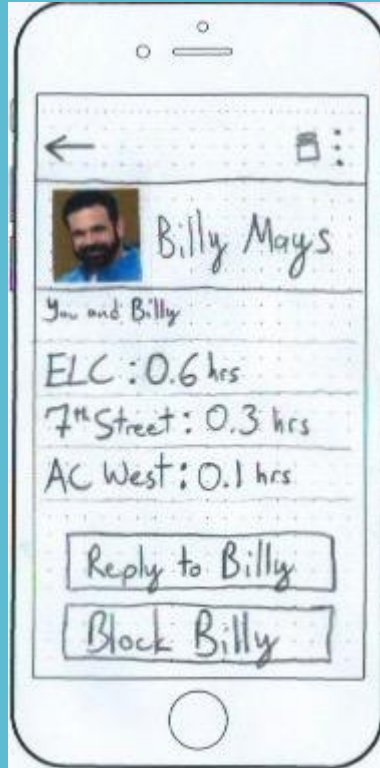 Billy Mays
You and Billy
ELC : 0.6 hrs
7th Street : 0.3 hrs
AC West : 0.1 hrs
Reply to Billy
Block Billy